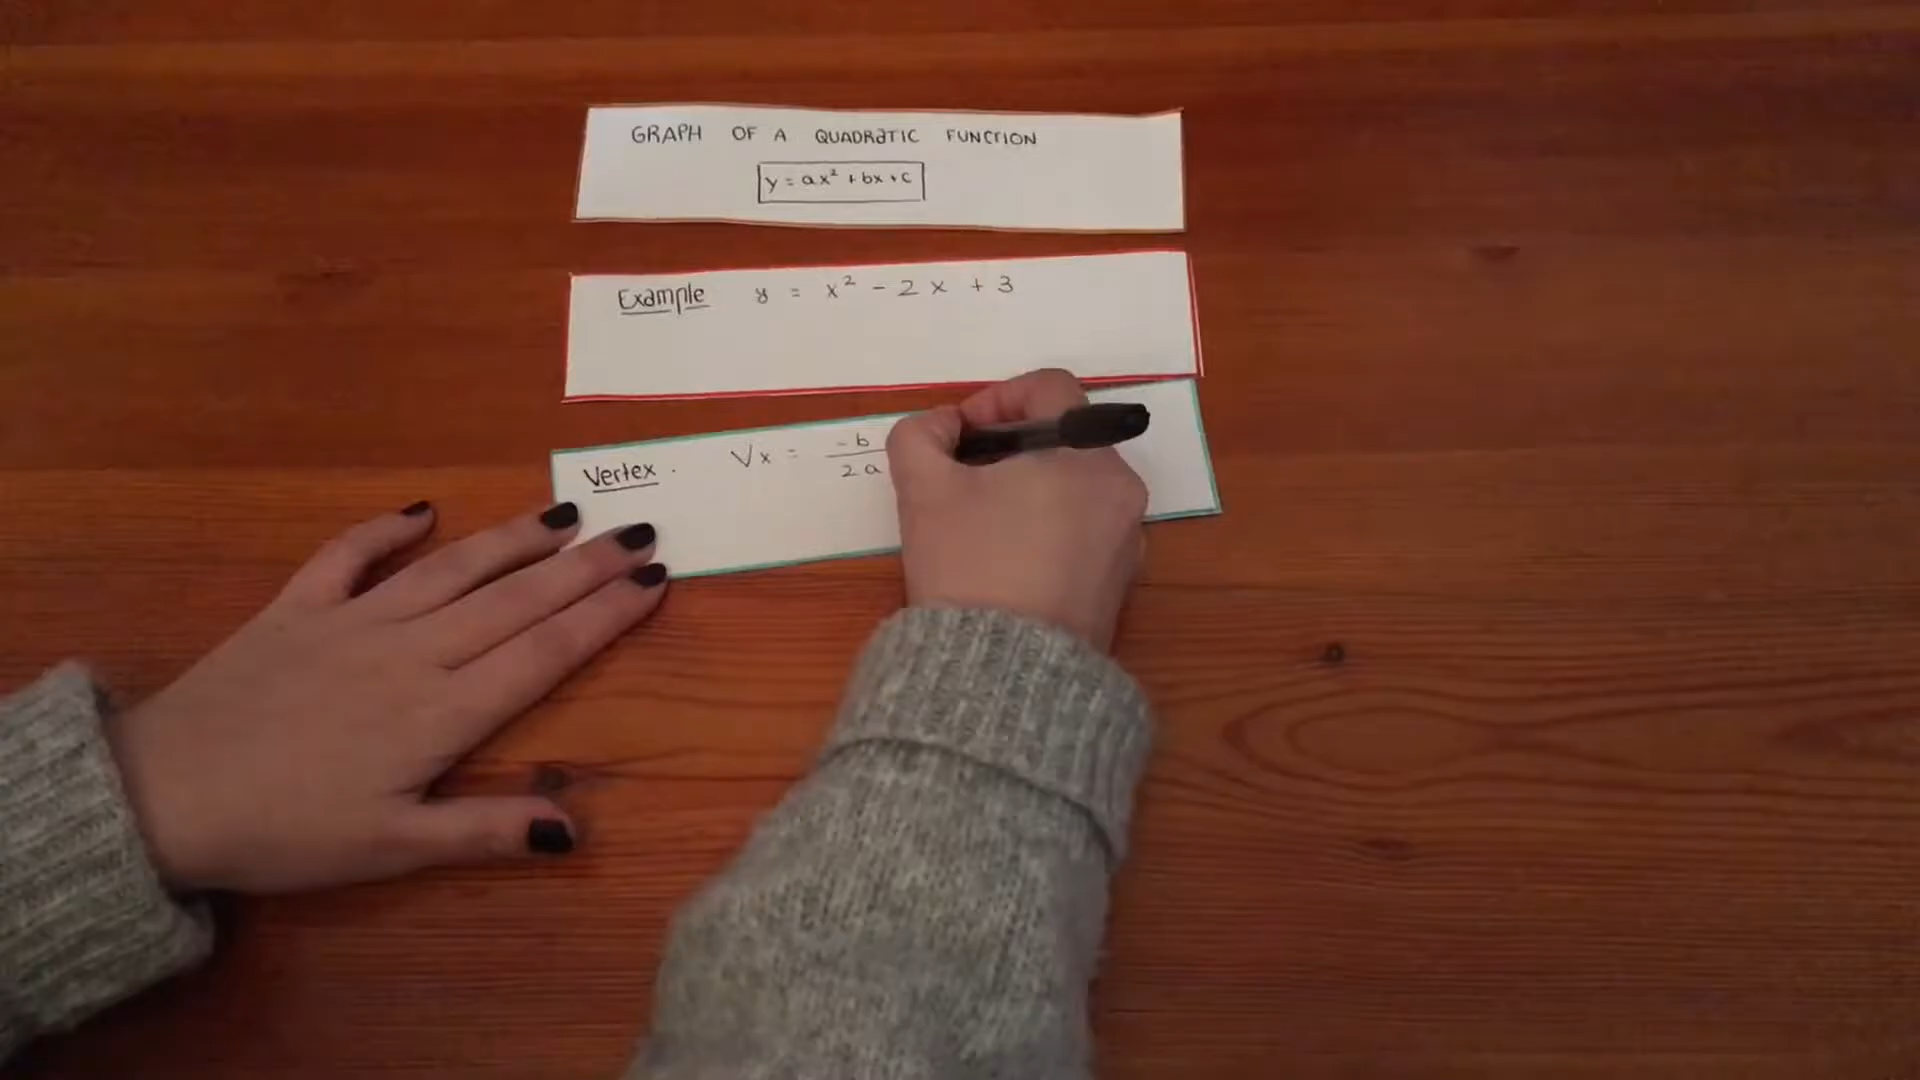 GRAPH OF A QUADRATIC FUNCTION
y = ax² + bx + c
Example y = x² - 2x + 3
Vertex. Vx = -b / 2a